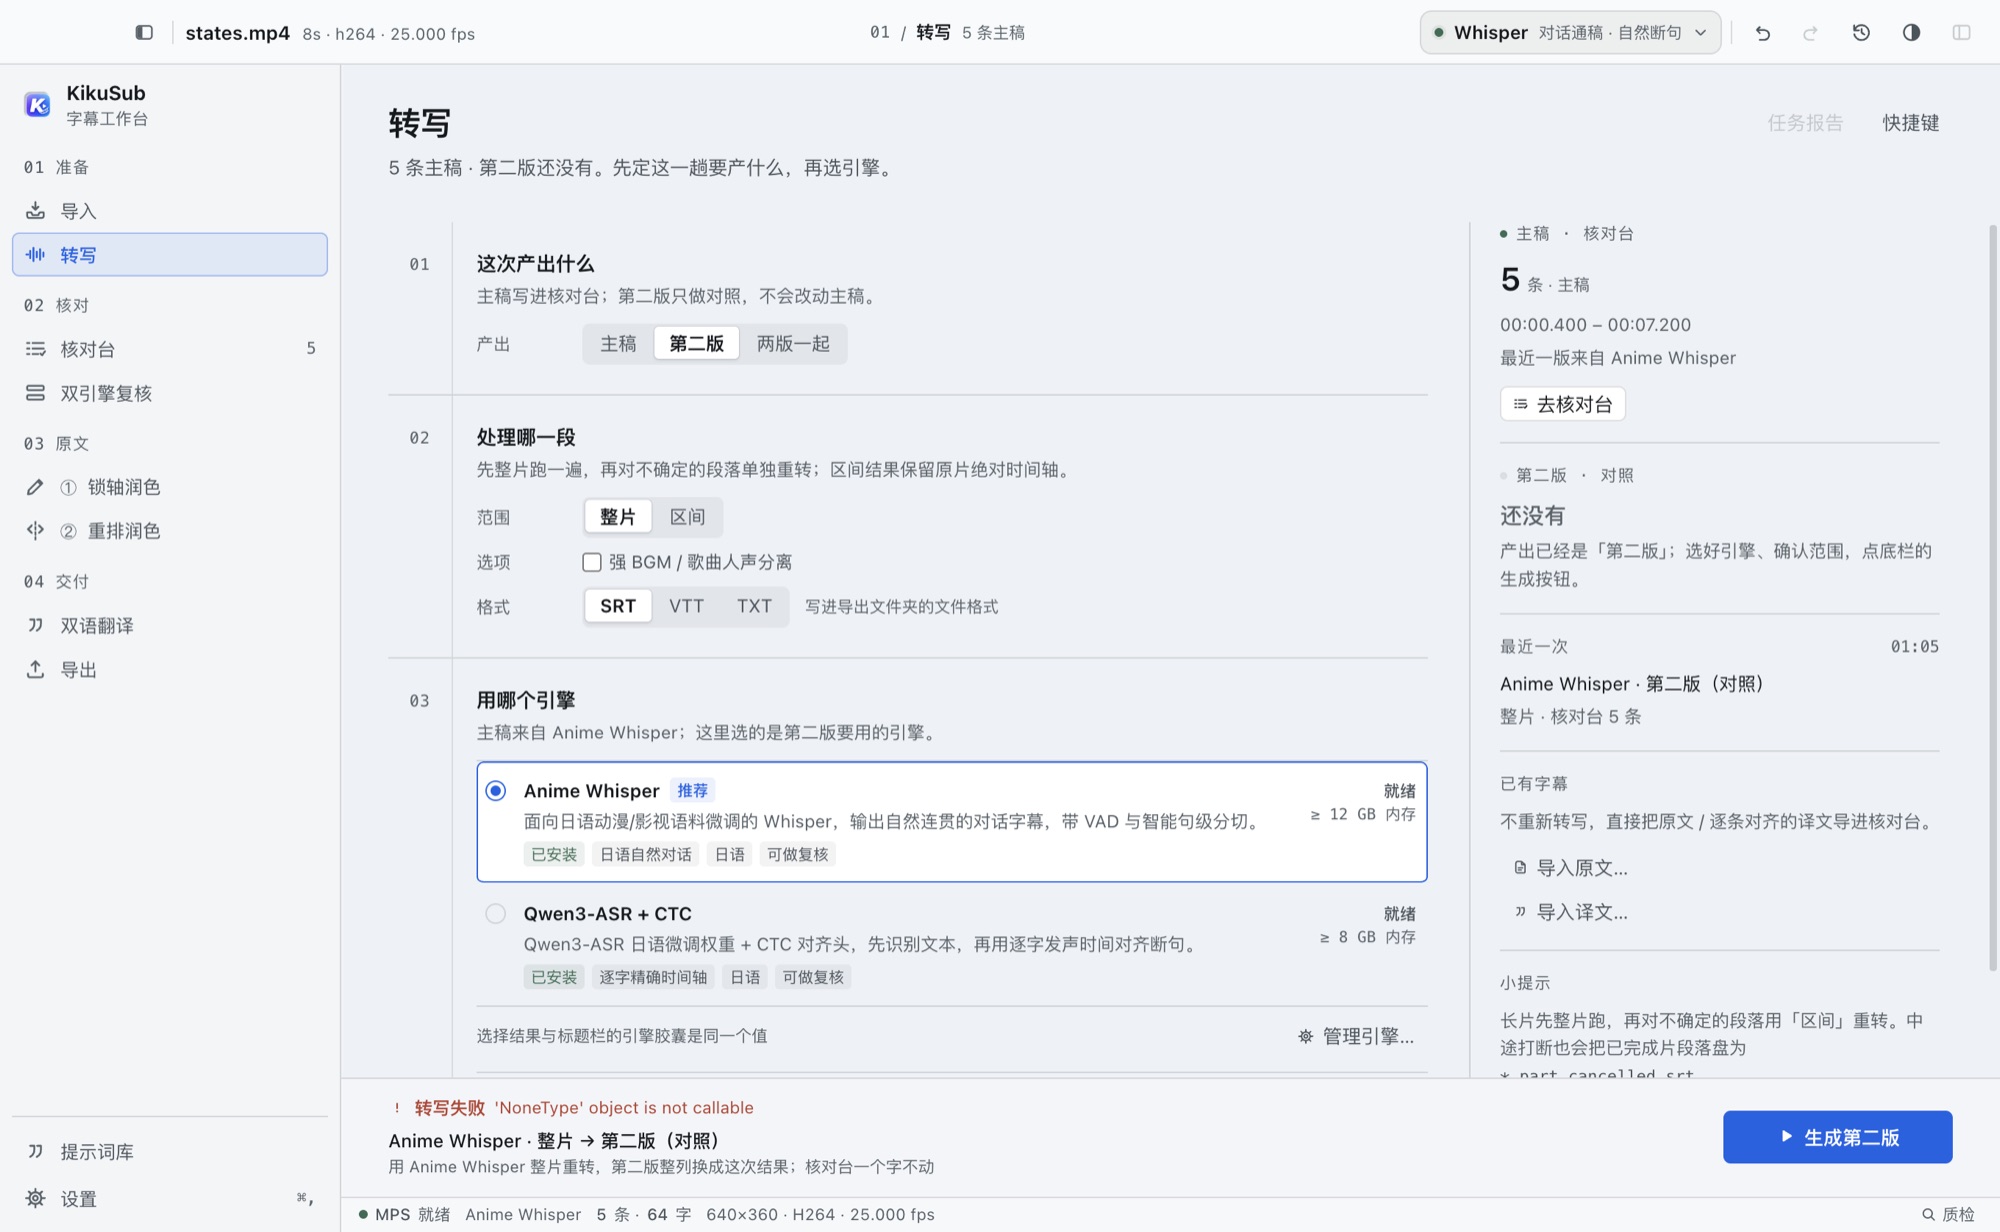 states.mp4 8s · h264 · 25.000 fps
01 / 转写 5 条主稿
Whisper 对话通稿 · 自然断句
KikuSub
字幕工作台
01 准备
导入
转写
02 核对
核对台 5
双引擎复核
03 原文
① 锁轴润色
② 重排润色
04 交付
双语翻译
导出
提示词库
设置 ⌘,
转写
任务报告 快捷键
5 条主稿 · 第二版还没有。先定这一趟要产什么，再选引擎。
01 这次产出什么
主稿写进核对台；第二版只做对照，不会改动主稿。
产出 主稿 第二版 两版一起
02 处理哪一段
先整片跑一遍，再对不确定的段落单独重转；区间结果保留原片绝对时间轴。
范围 整片 区间
选项 强 BGM / 歌曲人声分离
格式 SRT VTT TXT 写进导出文件夹的文件格式
03 用哪个引擎
主稿来自 Anime Whisper；这里选的是第二版要用的引擎。
Anime Whisper 推荐 就绪
面向日语动漫/影视语料微调的 Whisper，输出自然连贯的对话字幕，带 VAD 与智能句级分切。 ≥ 12 GB 内存
已安装 日语自然对话 日语 可做复核
Qwen3-ASR + CTC 就绪
Qwen3-ASR 日语微调权重 + CTC 对齐头，先识别文本，再用逐字发声时间对齐断句。 ≥ 8 GB 内存
已安装 逐字精确时间轴 日语 可做复核
选择结果与标题栏的引擎胶囊是同一个值 管理引擎...
主稿 · 核对台
5 条 · 主稿
00:00.400 – 00:07.200
最近一版来自 Anime Whisper
去核对台
第二版 · 对照
还没有
产出已经是「第二版」；选好引擎、确认范围，点底栏的
生成按钮。
最近一次 01:05
Anime Whisper · 第二版（对照）
整片 · 核对台 5 条
已有字幕
不重新转写，直接把原文 / 逐条对齐的译文导进核对台。
导入原文...
导入译文...
小提示
长片先整片跑，再对不确定的段落用「区间」重转。中
途打断也会把已完成片段落盘为
*.part.cancelled.srt
! 转写失败 'NoneType' object is not callable
Anime Whisper · 整片 → 第二版（对照）
用 Anime Whisper 整片重转，第二版整列换成这次结果；核对台一个字不动
生成第二版
MPS 就绪 Anime Whisper 5 条 · 64 字 640×360 · H264 · 25.000 fps
质检